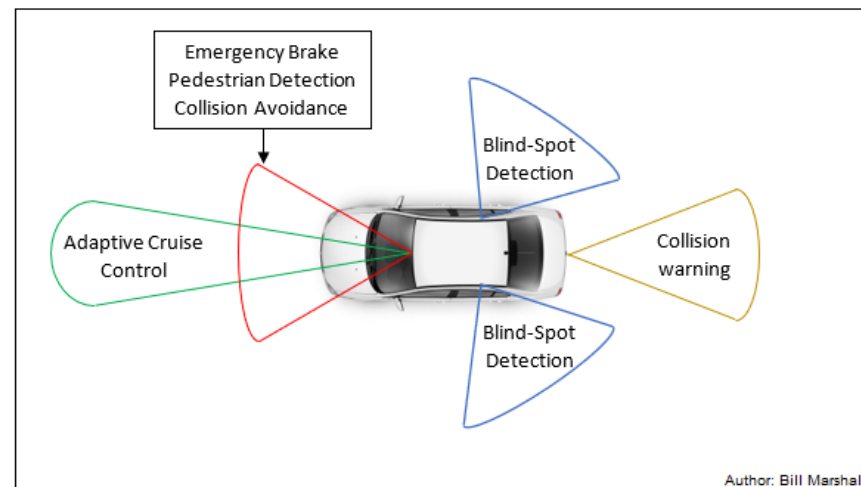 Emergency Brake
Pedestrian Detection
Collision Avoidance
Blind-Spot
Detection
Adaptive Cruise
Control
Collision
warning
Blind-Spot
Detection
Author: Bill Marshal